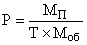 P = Mп / (T × Mоб)